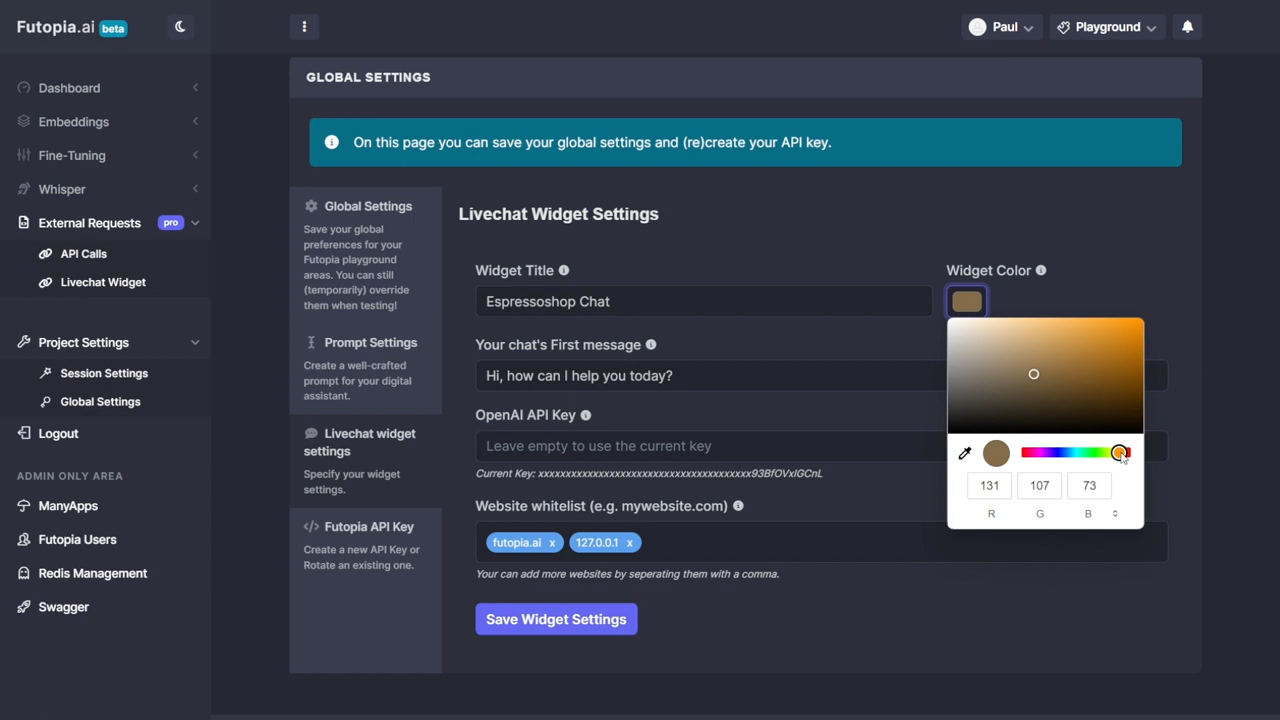 Futopia.ai beta
Paul
Playground
Dashboard
Embeddings
Fine-Tuning
Whisper
External Requests pro
API Calls
Livechat Widget
Project Settings
Session Settings
Global Settings
Logout
ADMIN ONLY AREA
ManyApps
Futopia Users
Redis Management
Swagger
GLOBAL SETTINGS
On this page you can save your global settings and (re)create your API key.
Global Settings
Save your global
preferences for your
Futopia playground
areas. You can still
(temporarily) override
them when testing!
Prompt Settings
Create a well-crafted
prompt for your digital
assistant.
Livechat widget
settings
Specify your widget
settings.
Futopia API Key
Create a new API Key or
Rotate an existing one.
Livechat Widget Settings
Widget Title
Widget Color
Espressoshop Chat
Your chat's First message
Hi, how can I help you today?
OpenAI API Key
Leave empty to use the current key
Current Key: xxxxxxxxxxxxxxxxxxxxxxxxxxxxxxxxxxxxxxx93BfOVxlGCnL
Website whitelist (e.g. mywebsite.com)
futopia.ai x 127.0.0.1 x
Your can add more websites by seperating them with a comma.
Save Widget Settings
131 107 73
R G B